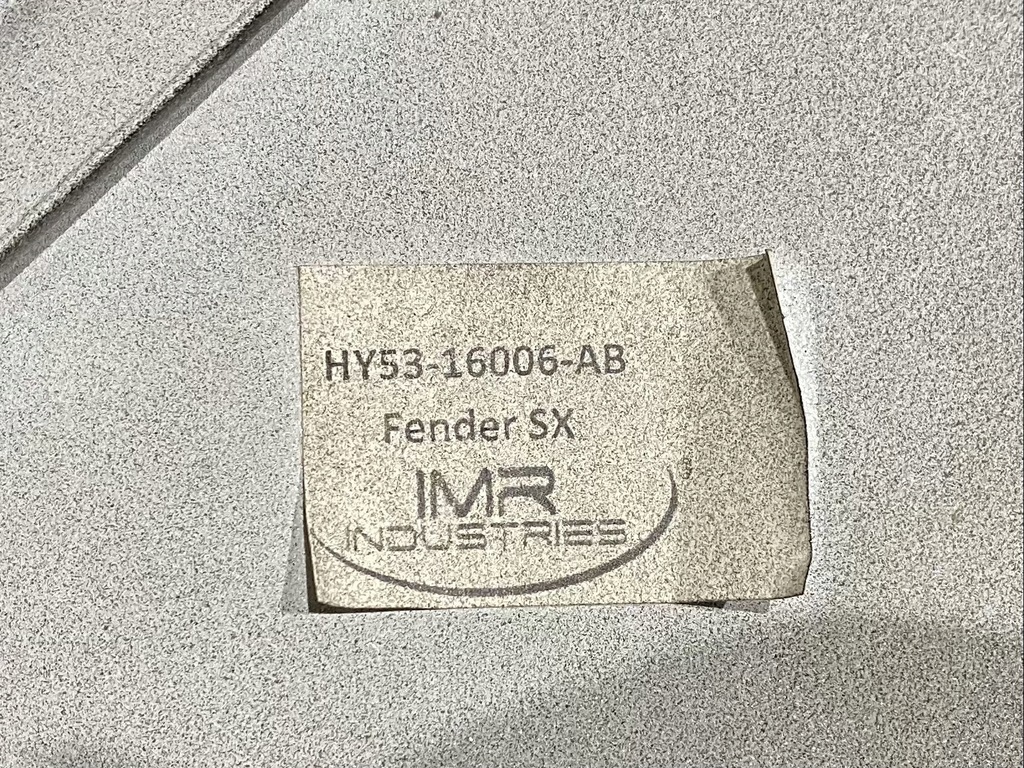 HY53-16006-AB
Fender SX
IMR
INDUSTRIES